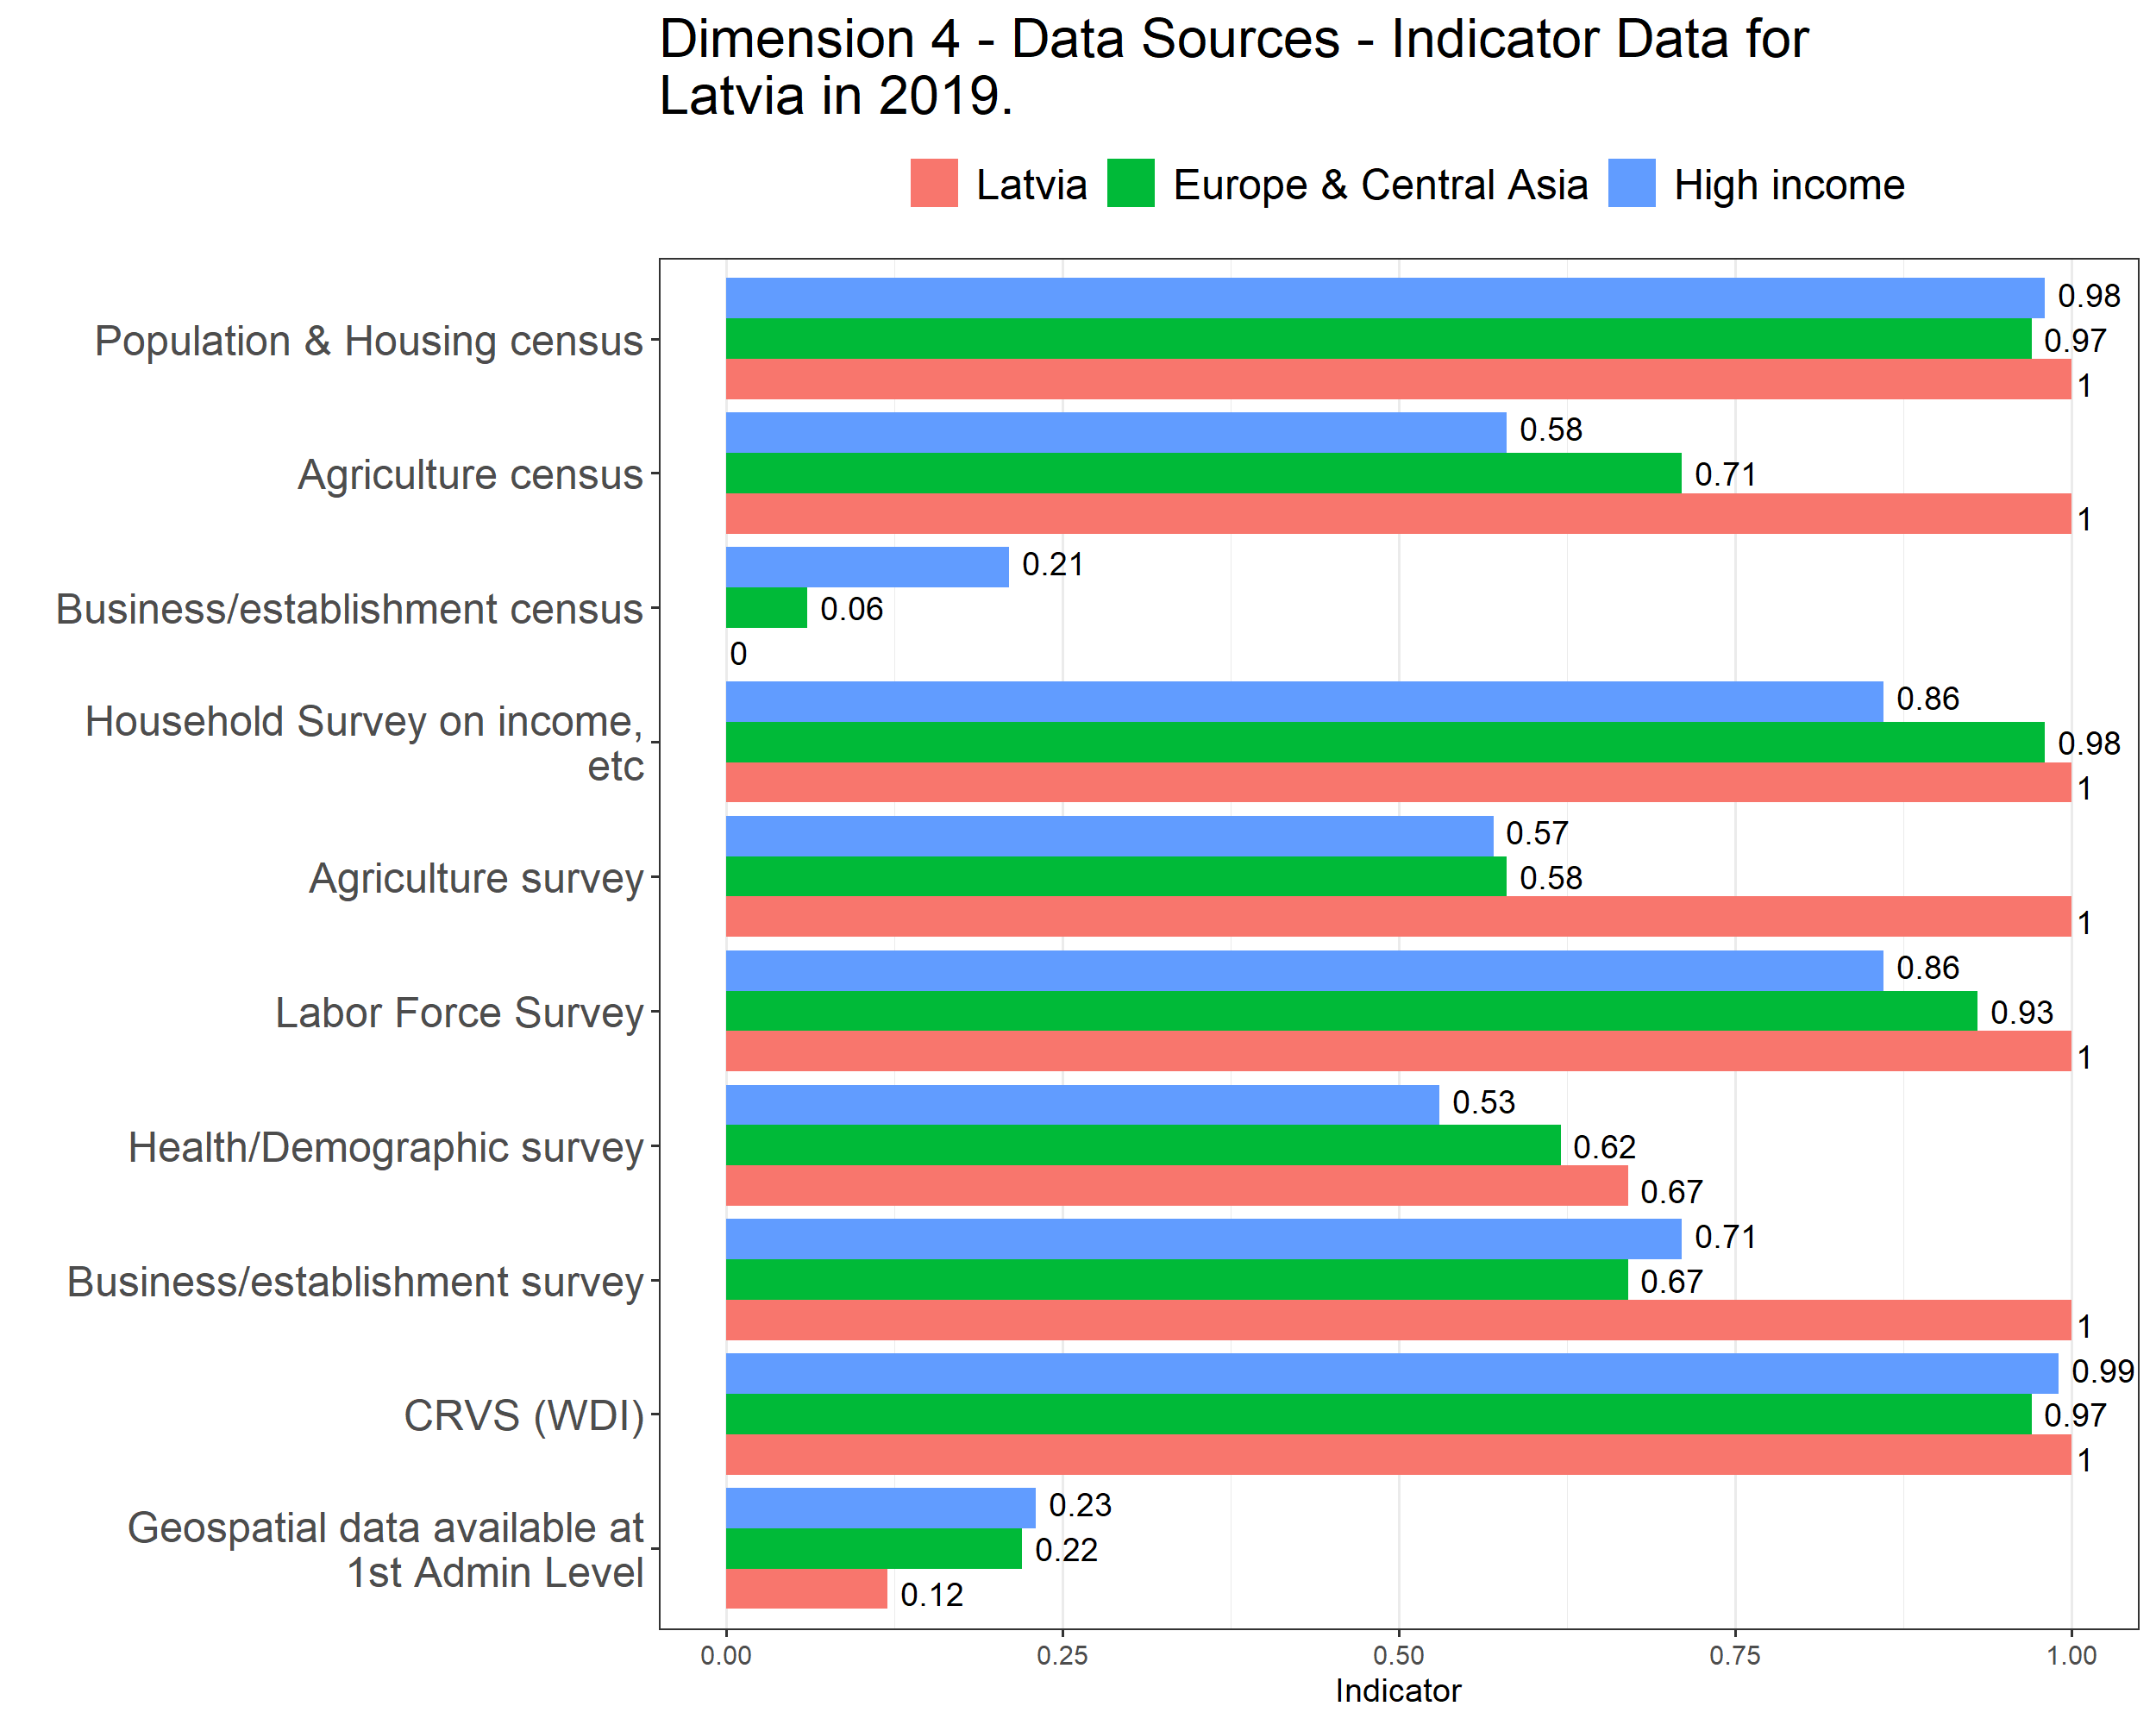 Dimension 4 - Data Sources - Indicator Data for
Latvia in 2019.
Latvia
Europe & Central Asia
High income
Population & Housing census
0.98
0.97
1
Agriculture census
0.58
0.71
1
Business/establishment census
0.21
0.06
0
Household Survey on income,
etc
0.86
0.98
1
Agriculture survey
0.57
0.58
1
Labor Force Survey
0.86
0.93
1
Health/Demographic survey
0.53
0.62
0.67
Business/establishment survey
0.71
0.67
1
CRVS (WDI)
0.99
0.97
1
Geospatial data available at
1st Admin Level
0.23
0.22
0.12
0.00 0.25 0.50 0.75 1.00
Indicator